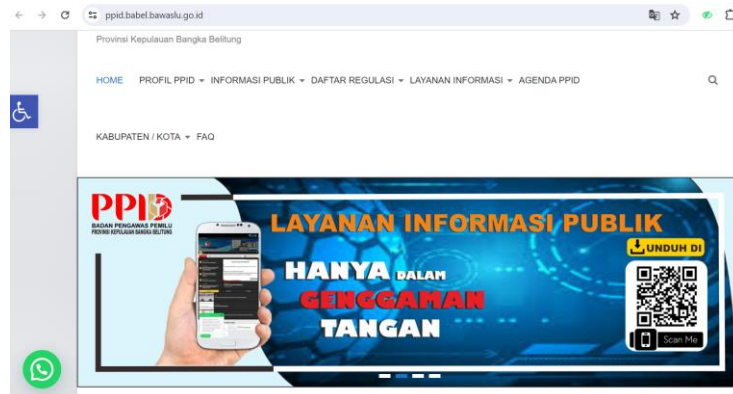 ppid.babel.bawaslu.go.id
Provinsi Kepulauan Bangka Belitung
HOME PROFIL PPID INFORMASI PUBLIK DAFTAR REGULASI LAYANAN INFORMASI AGENDA PPID
KABUPATEN / KOTA FAQ
PPID
BADAN PENGAWAS PEMILU
PROVINSI KEPULAUAN BANGKA BELITUNG
LAYANAN INFORMASI PUBLIK
HANYA DALAM
GENGGAMAN
TANGAN
UNDUH DI
Scan Me